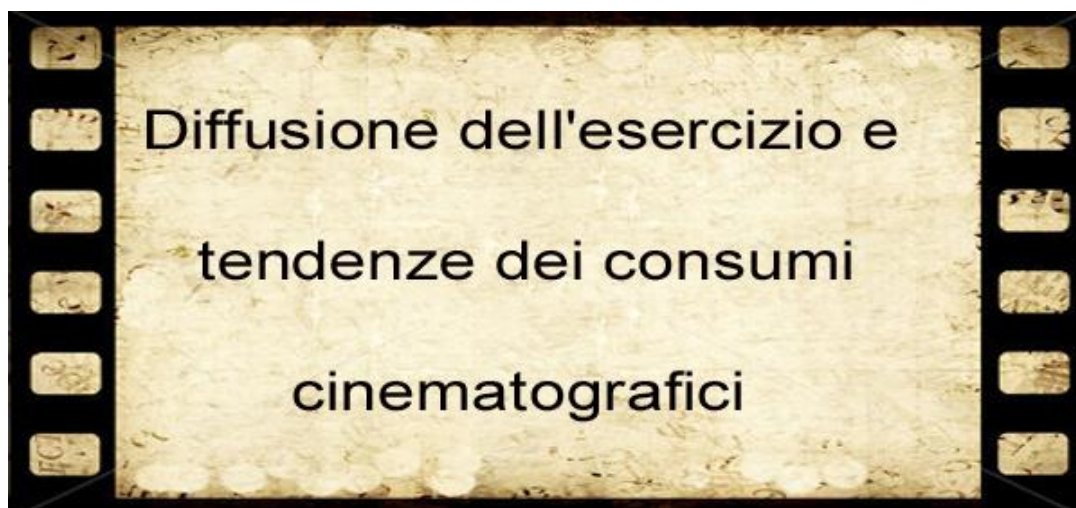 Diffusione dell'esercizio e
tendenze dei consumi
cinematografici